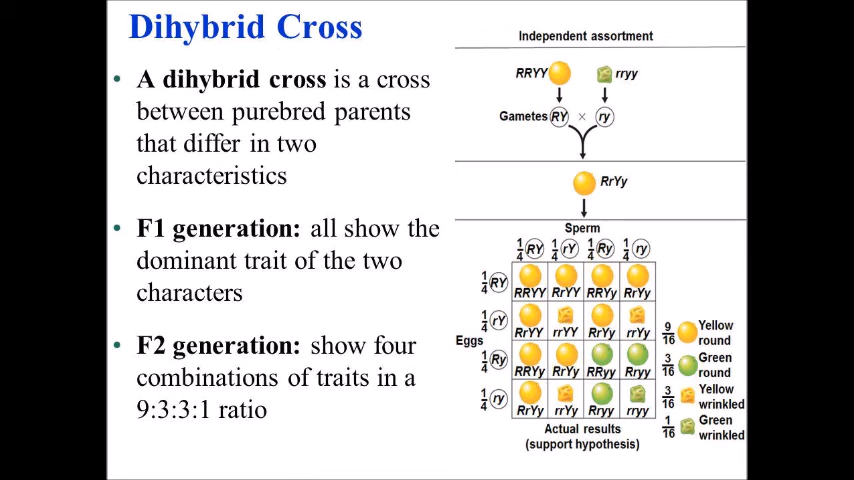 Dihybrid Cross
• A dihybrid cross is a cross
between purebred parents
that differ in two
characteristics
• F1 generation: all show the
dominant trait of the two
characters
• F2 generation: show four
combinations of traits in a
9:3:3:1 ratio
Independent assortment
RRYY rryy
Gametes RY × ry
RrYy
Sperm
1/4 RY 1/4 rY 1/4 Ry 1/4 ry
Eggs
1/4 RY
RRYY RrYY RRYy RrYy
1/4 rY
RrYY rrYY RrYy rrYy
1/4 Ry
RRYy RrYy RRyy Rryy
1/4 ry
RrYy rrYy Rryy rryy
Actual results
(support hypothesis)
9/16 Yellow
round
3/16 Green
round
3/16 Yellow
wrinkled
1/16 Green
wrinkled